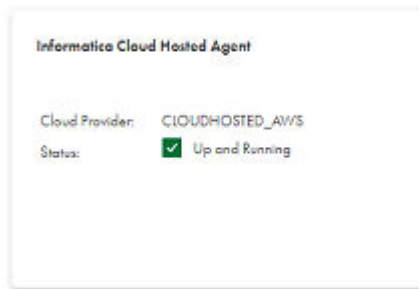 Informatica Cloud Hosted Agent
Cloud Provider: CLOUDHOSTED_AWS
Status: Up and Running